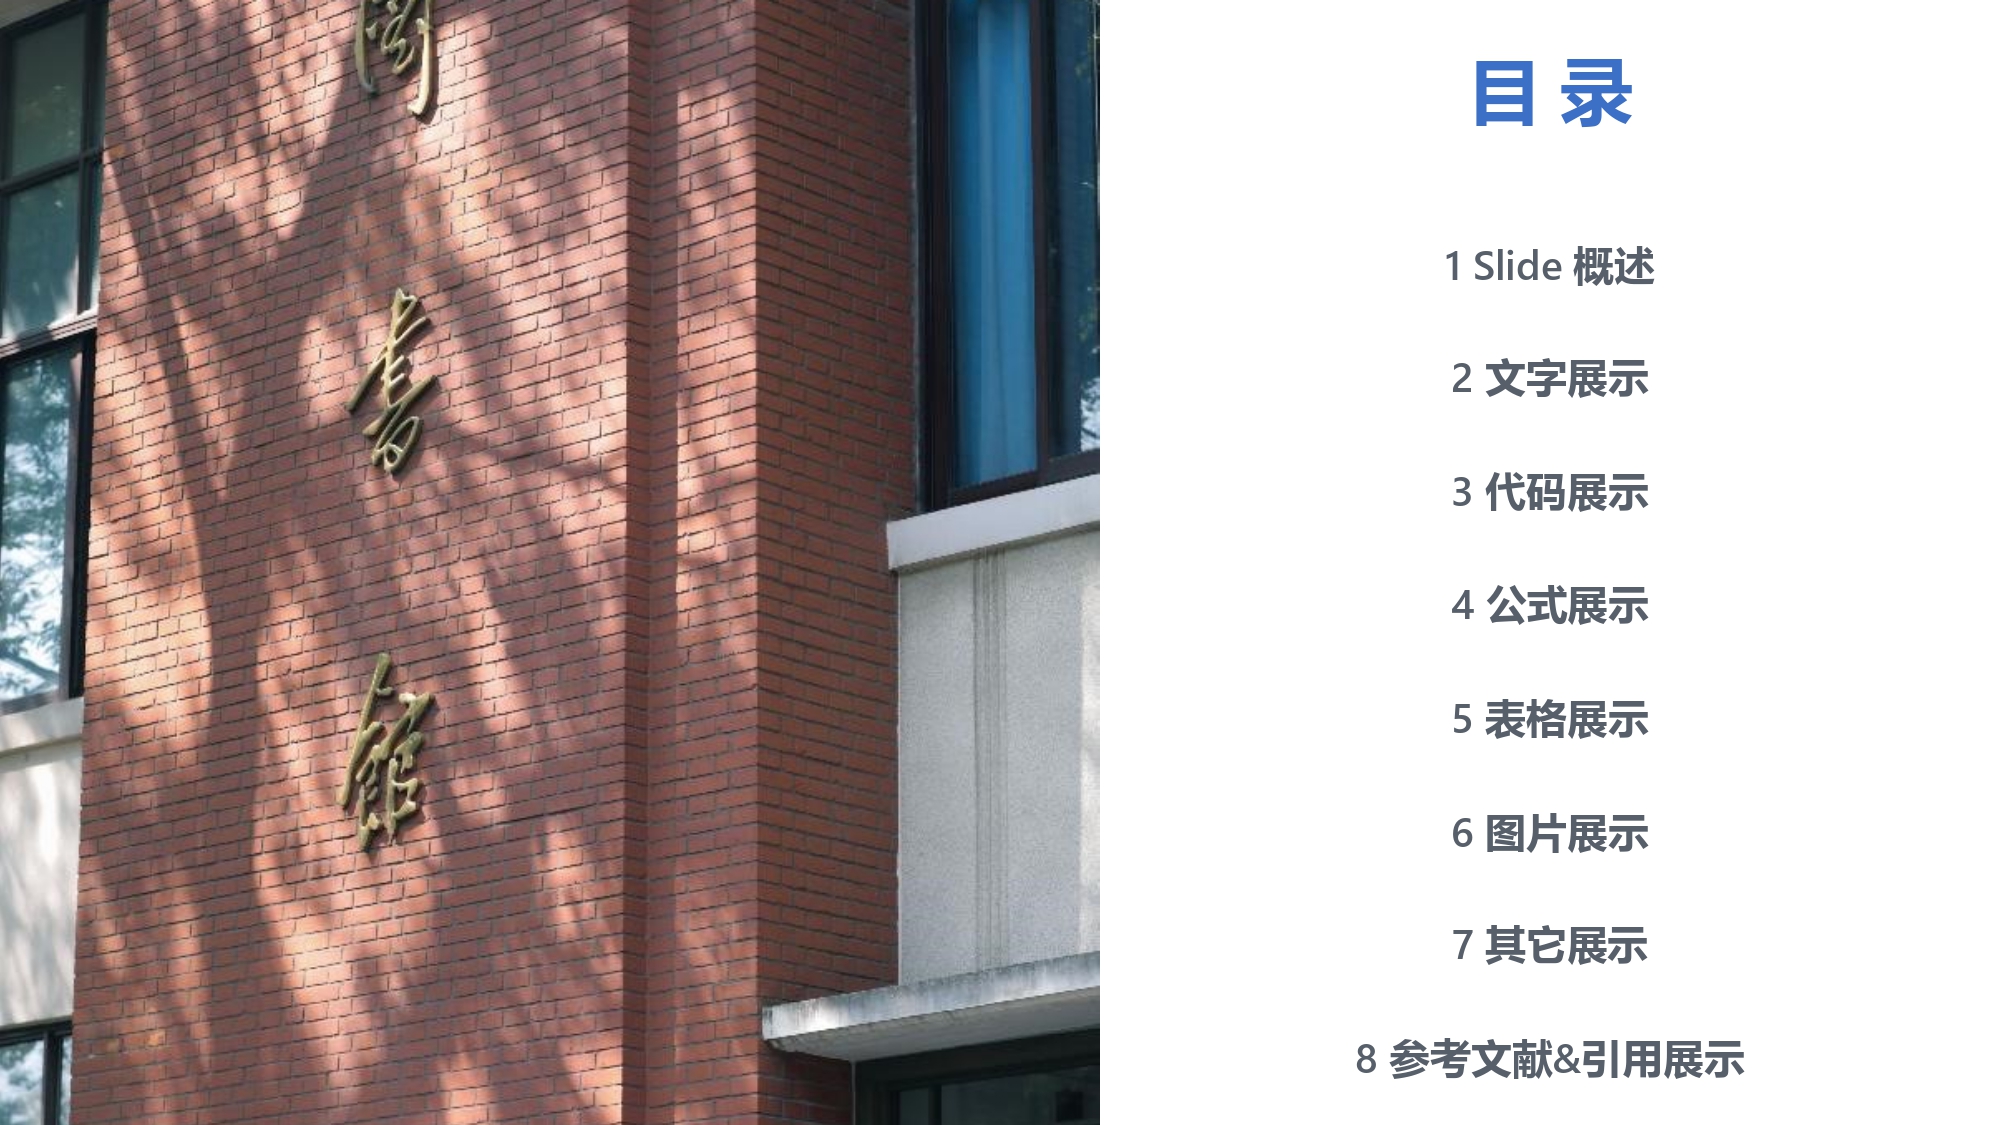 書
館
目录
1 Slide 概述
2 文字展示
3 代码展示
4 公式展示
5 表格展示
6 图片展示
7 其它展示
8 参考文献&引用展示